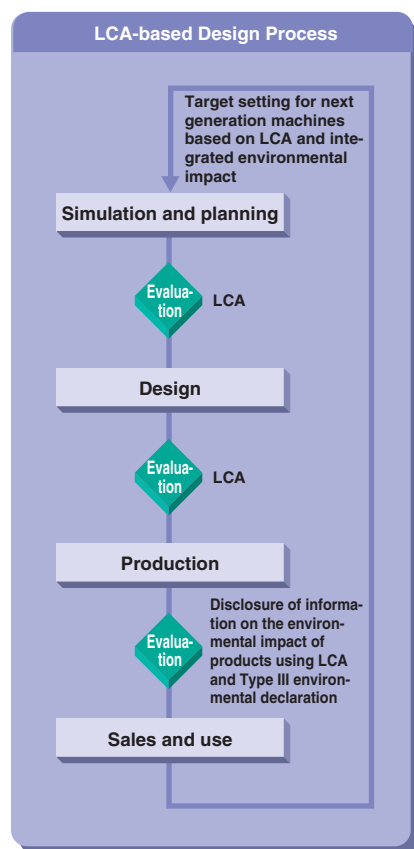 LCA-based Design Process
Target setting for next
generation machines
based on LCA and inte-
grated environmental
impact
Simulation and planning
Evalua-
tion
LCA
Design
Evalua-
tion
LCA
Production
Evalua-
tion
Disclosure of informa-
tion on the environ-
mental impact of
products using LCA
and Type III environ-
mental declaration
Sales and use